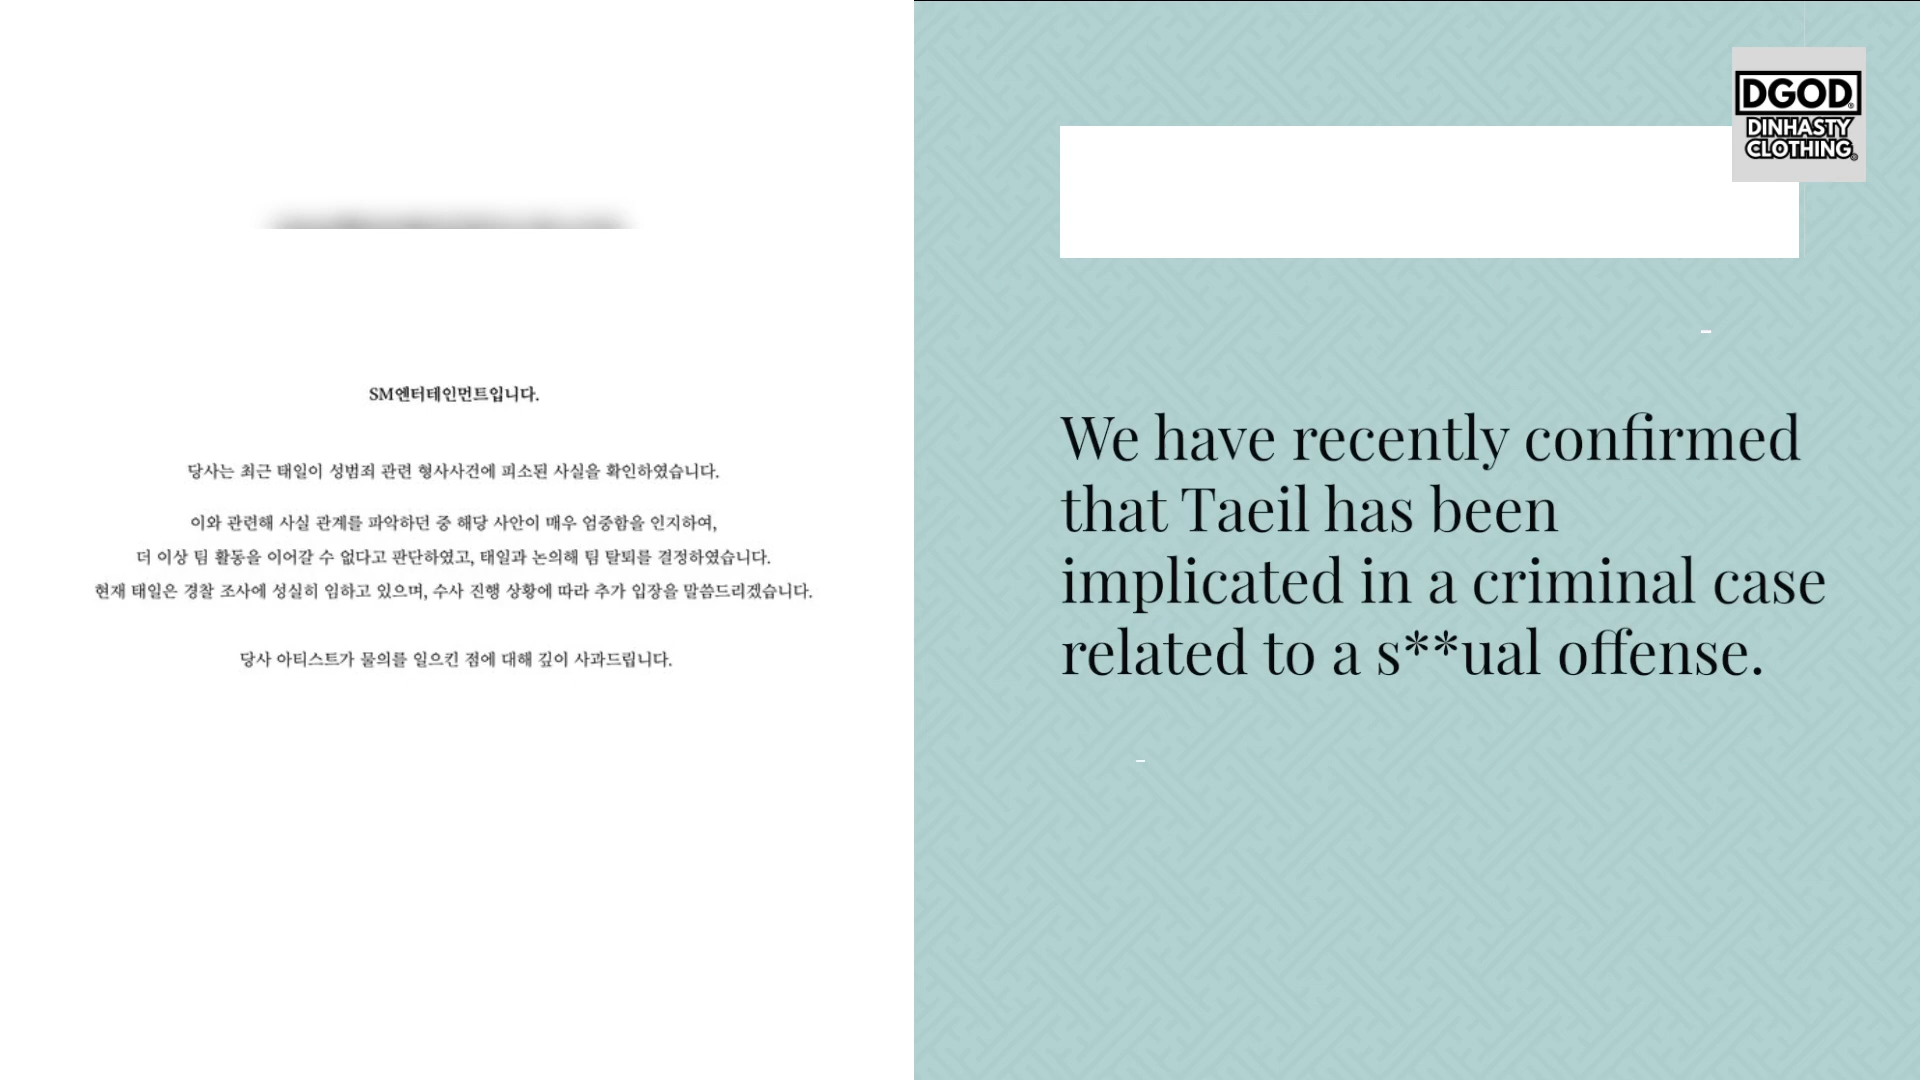 SM엔터테인먼트입니다.
당사는 최근 태일이 성범죄 관련 형사사건에 피소된 사실을 확인하였습니다.
이와 관련해 사실 관계를 파악하던 중 해당 사안이 매우 엄중함을 인지하여,
더 이상 팀 활동을 이어갈 수 없다고 판단하였고, 태일과 논의해 팀 탈퇴를 결정하였습니다.
현재 태일은 경찰 조사에 성실히 임하고 있으며, 수사 진행 상황에 따라 추가 입장을 말씀드리겠습니다.
당사 아티스트가 물의를 일으킨 점에 대해 깊이 사과드립니다.
DGOD®
DINHASTY
CLOTHING®
We have recently confirmed
that Taeil has been
implicated in a criminal case
related to a s**ual offense.